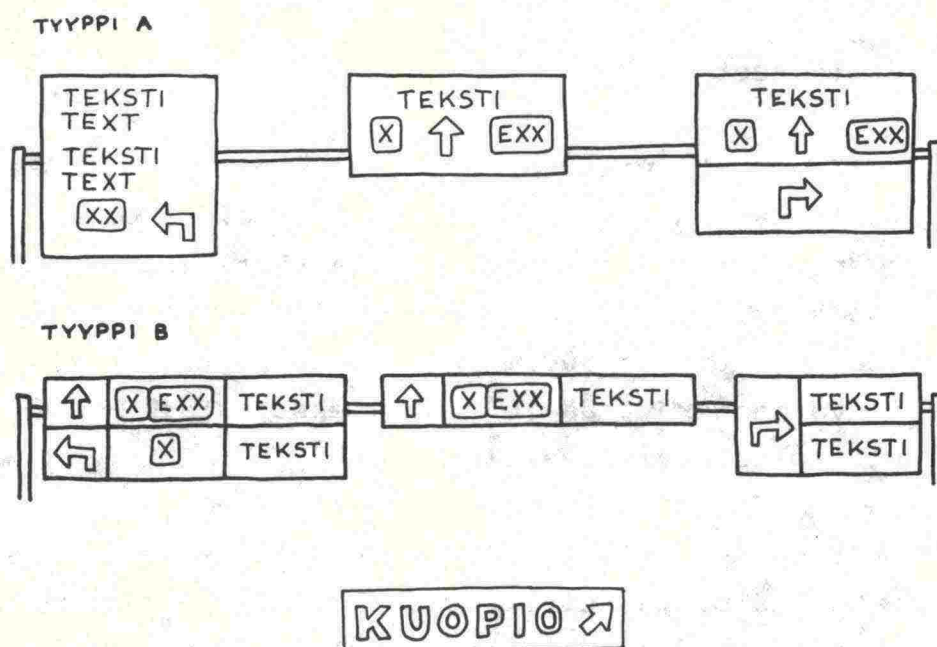 TYYPPI A
TEKSTI
TEXT
TEKSTI
TEXT
XX
TEKSTI
X EXX
TEKSTI
X EXX
TYYPPI B
X EXX TEKSTI
X TEKSTI
X EXX TEKSTI
TEKSTI
TEKSTI
KUOPIO